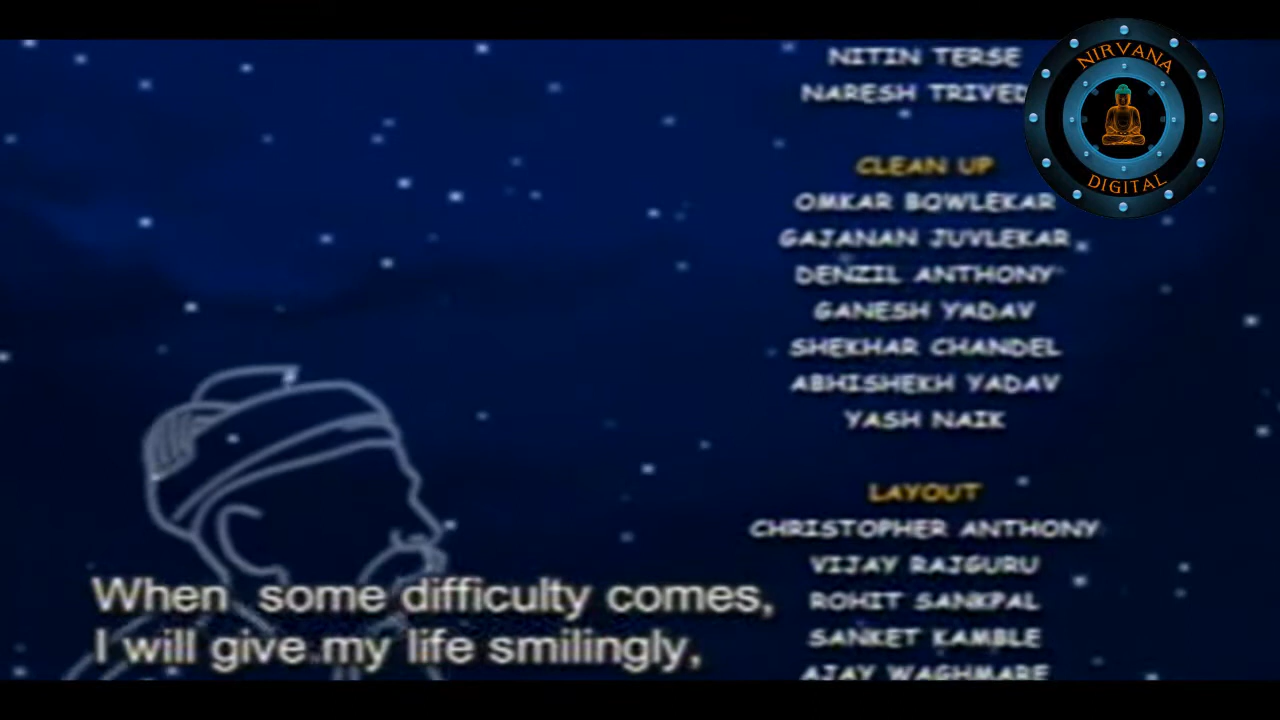 NITIN TERSE
NARESH TRIVEDI
CLEAN UP
OMKAR BOWLEKAR
GAJANAN JUVLEKAR
DENZIL ANTHONY
GANESH YADAV
SHEKHAR CHANDEL
ABHISHEKH YADAV
YASH NAIK
LAYOUT
CHRISTOPHER ANTHONY
VIJAY RAJGURU
ROHIT SANKPAL
SANKET KAMBLE
AJAY WAGHMARE
NIRVANA
DIGITAL
When some difficulty comes,
I will give my life smilingly,